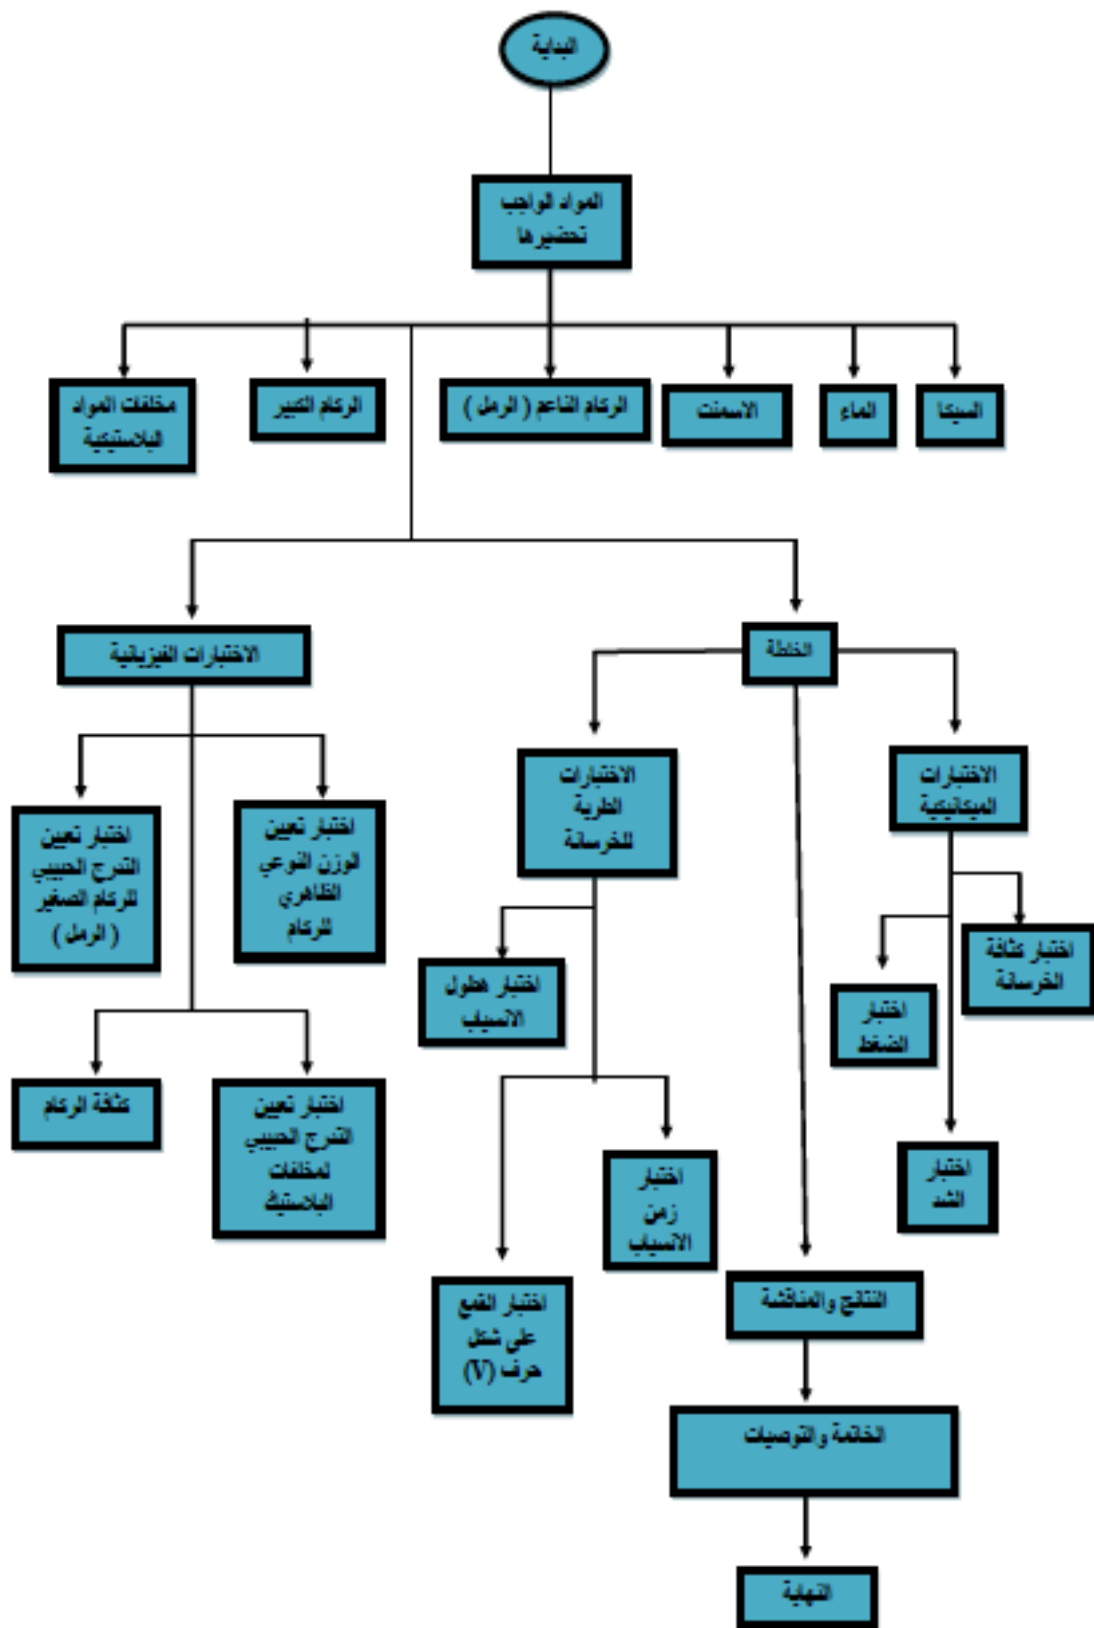 البداية
المواد الواجب
تحضيرها
السيكا
الماء
الاسمنت
الركام الناعم ( الرمل )
الركام الكبير
مخلفات المواد
البلاستيكية
الخلطة
الاختبارات الفيزيائية
الاختبارات
الميكانيكية
الاختبارات
الطرية
للخرسانة
اختبار تعيين
الوزن النوعي
الظاهري
للركام
اختبار تعيين
التدرج الحبيبي
للركام الصغير
( الرمل )
اختبار كثافة
الخرسانة
اختبار
الضغط
اختبار هطول
الانسياب
اختبار تعيين
التدرج الحبيبي
لمخلفات
البلاستيك
كثافة الركام
اختبار
الشد
اختبار
زمن
الانسياب
اختبار القمع
على شكل
حرف (V)
النتائج والمناقشة
الخاتمة والتوصيات
النهاية